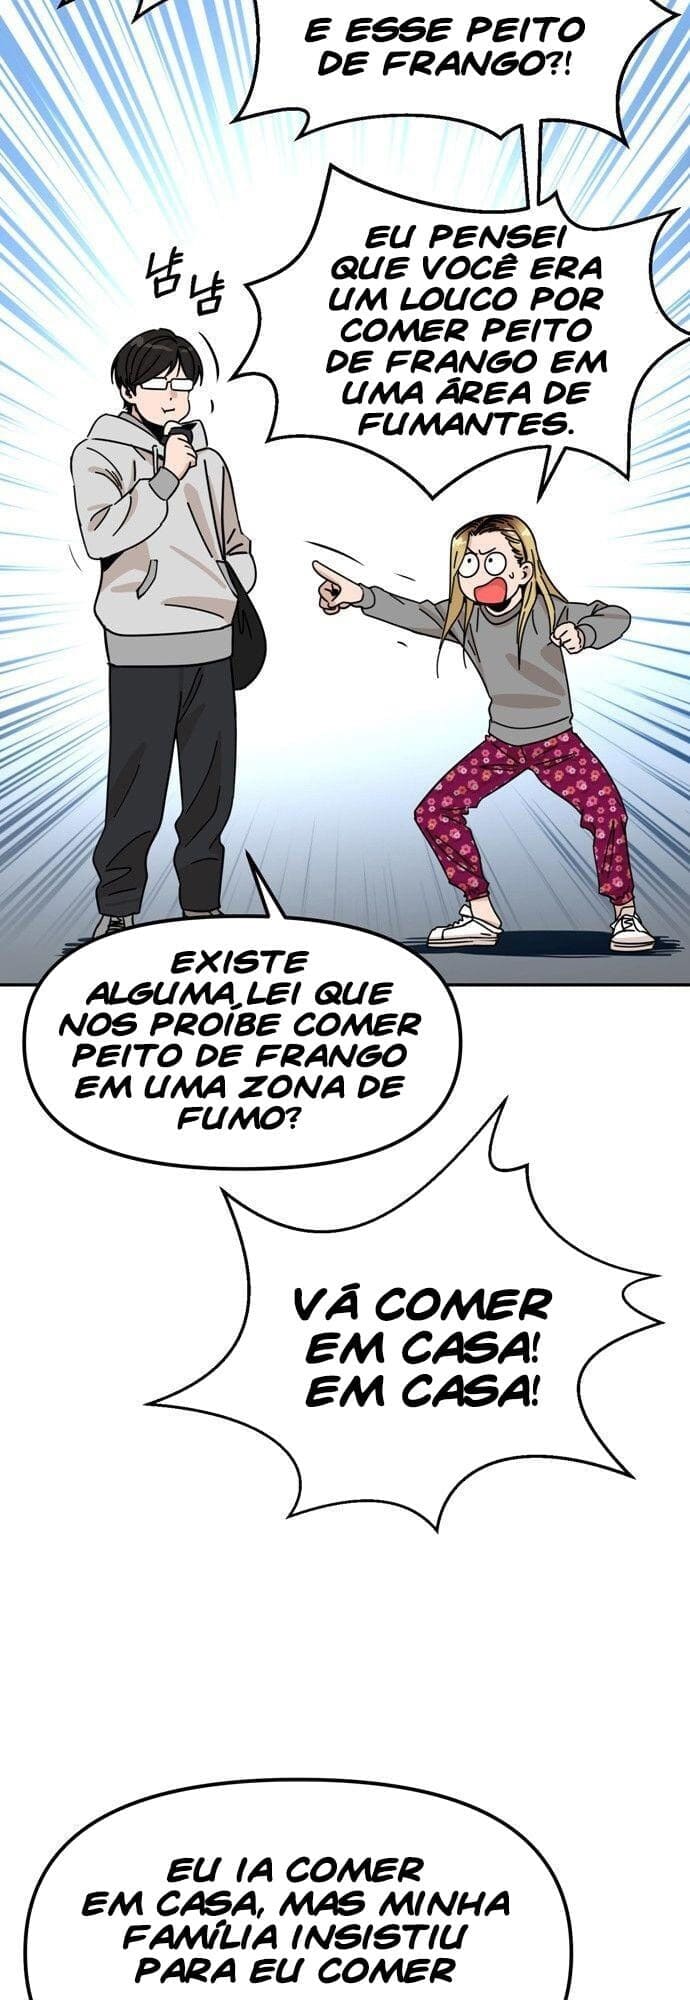 E ESSE PEITO
DE FRANGO?!
EU PENSEI
QUE VOCÊ ERA
UM LOUCO POR
COMER PEITO
DE FRANGO EM
UMA ÁREA DE
FUMANTES.
냠
냠
EXISTE
ALGUMA LEI QUE
NOS PROÍBE COMER
PEITO DE FRANGO
EM UMA ZONA DE
FUMO?
VÁ COMER
EM CASA!
EM CASA!
EU IA COMER
EM CASA, MAS MINHA
FAMÍLIA INSISTIU
PARA EU COMER